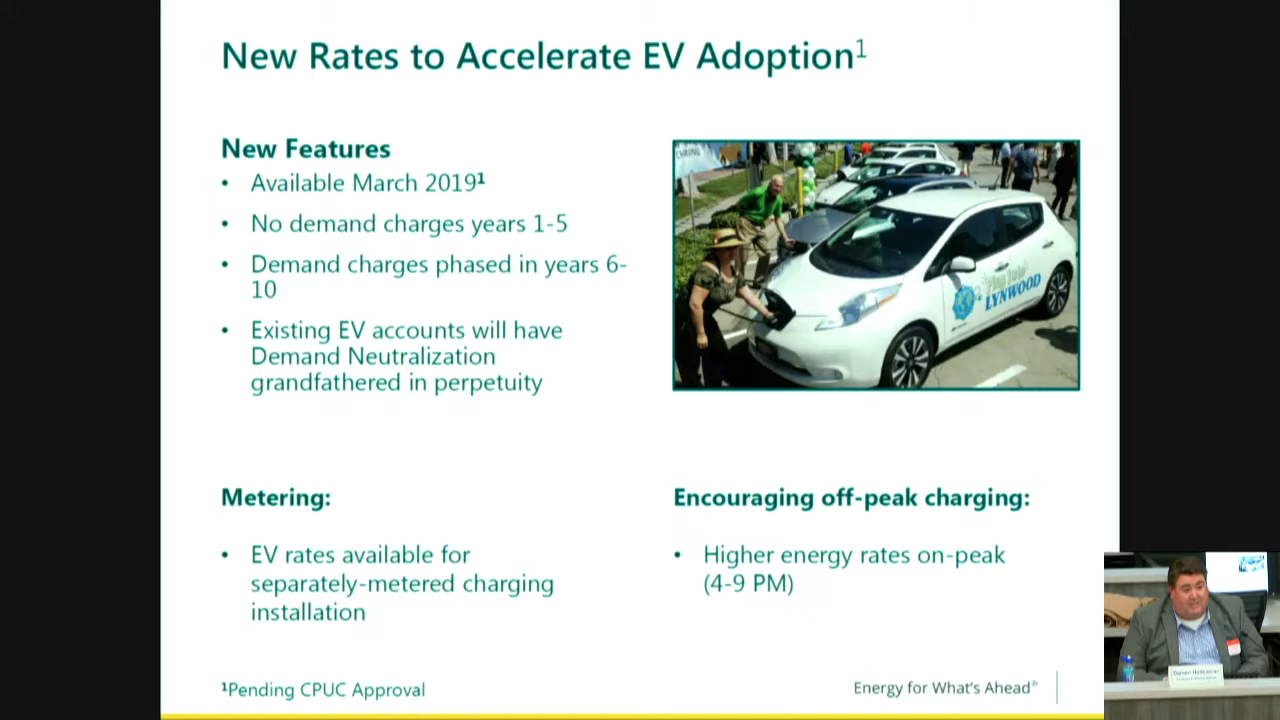 New Rates to Accelerate EV Adoption¹
New Features
• Available March 2019¹
• No demand charges years 1-5
• Demand charges phased in years 6-
10
• Existing EV accounts will have
Demand Neutralization
grandfathered in perpetuity
LYNWOOD
Metering:
• EV rates available for
separately-metered charging
installation
Encouraging off-peak charging:
• Higher energy rates on-peak
(4-9 PM)
¹Pending CPUC Approval
Energy for What's Ahead®